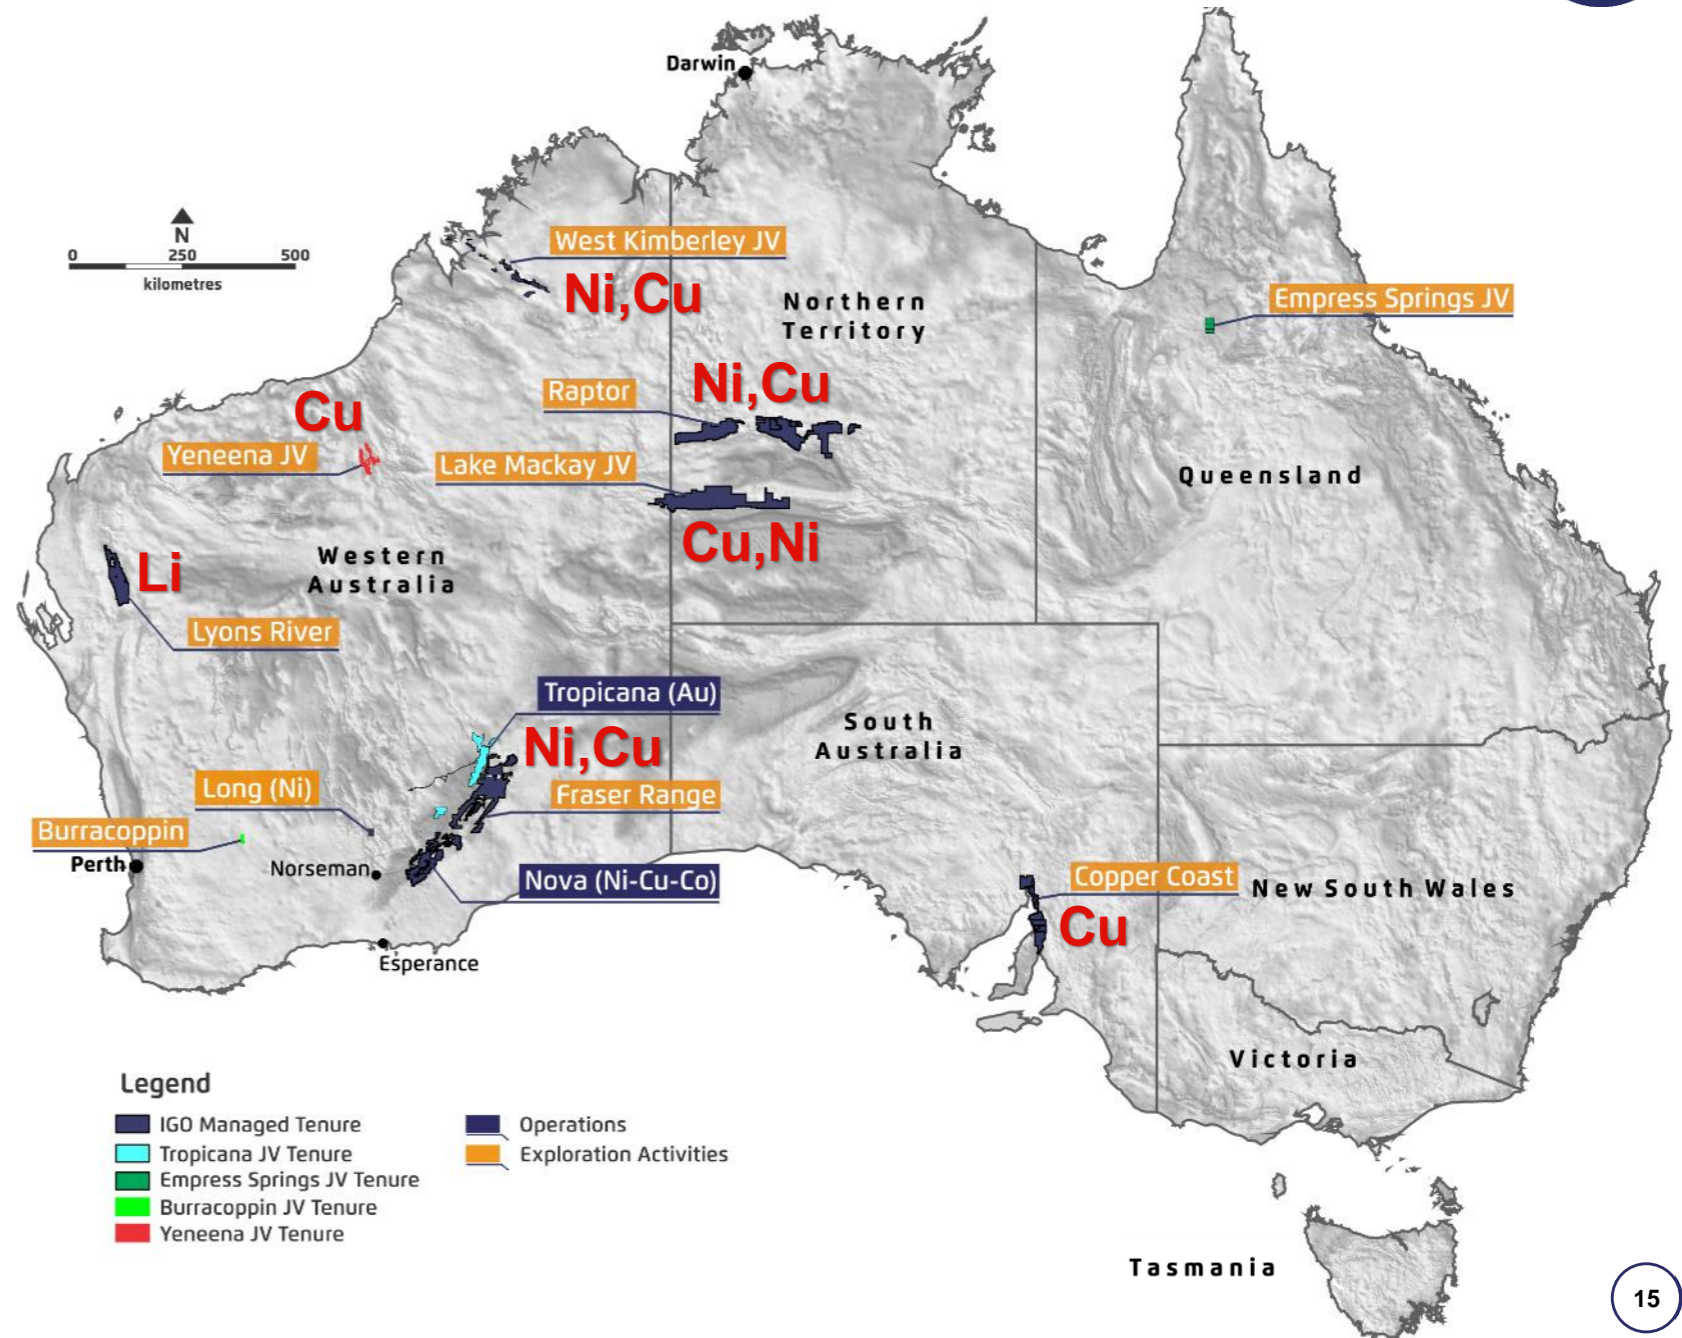 Darwin
N
0 250 500
kilometres
West Kimberley JV
Ni,Cu
Northern
Territory
Empress Springs JV
Raptor
Ni,Cu
Cu
Yeneena JV
Lake Mackay JV
Queensland
Cu,Ni
Western
Australia
Li
Lyons River
Tropicana (Au)
Ni,Cu
South
Australia
Long (Ni)
Fraser Range
Burracoppin
Perth
Norseman
Nova (Ni-Cu-Co)
Copper Coast
New South Wales
Cu
Esperance
Victoria
Legend
IGO Managed Tenure
Tropicana JV Tenure
Empress Springs JV Tenure
Burracoppin JV Tenure
Yeneena JV Tenure
Operations
Exploration Activities
Tasmania
15